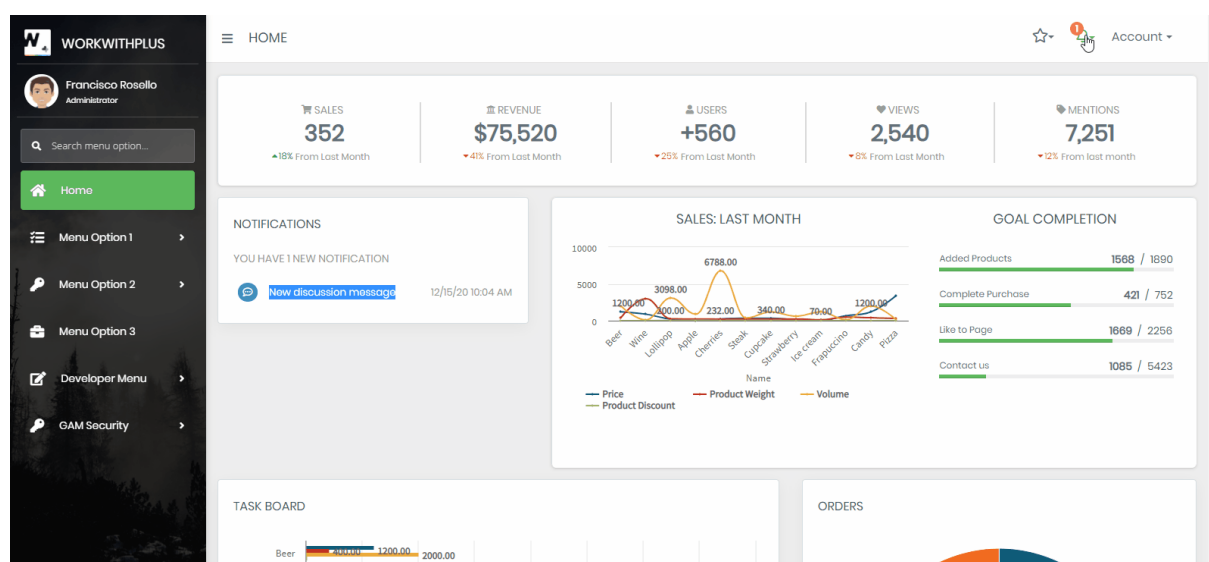 WORKWITHPLUS
HOME
1
Account
Francisco Rosello
Administrator
Search menu option...
Home
Menu Option 1
Menu Option 2
Menu Option 3
Developer Menu
GAM Security
SALES
352
18% From Last Month
REVENUE
$75,520
41% From Last Month
USERS
+560
25% From Last Month
VIEWS
2,540
8% From Last Month
MENTIONS
7,251
12% From last month
NOTIFICATIONS
YOU HAVE 1 NEW NOTIFICATION
New discussion message 12/15/20 10:04 AM
SALES: LAST MONTH
10000
5000
0
6788.00
3098.00
1200.00 200.00 232.00 340.00 70.00 1200.00
Beer Wine Lollipop Apple Cherries Steak Cupcake Strawberry Ice cream Frapuccino Candy Pizza
Name
Price Product Weight Volume
Product Discount
GOAL COMPLETION
Added Products 1568 / 1890
Complete Purchase 421 / 752
Like to Page 1669 / 2256
Contact us 1085 / 5423
TASK BOARD
Beer
400.00 1200.00 2000.00
ORDERS